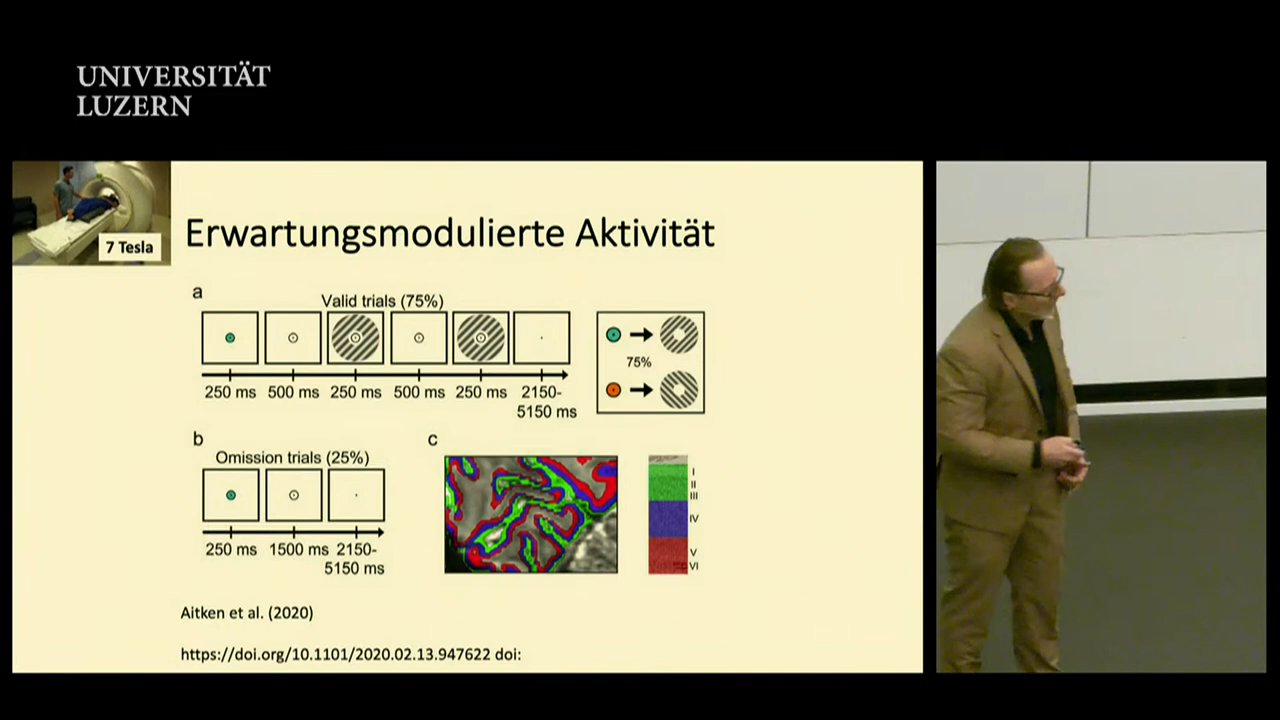 UNIVERSITÄT
LUZERN
7 Tesla
Erwartungsmodulierte Aktivität
a
Valid trials (75%)
250 ms 500 ms 250 ms 500 ms 250 ms 2150-
5150 ms
75%
b
Omission trials (25%)
250 ms 1500 ms 2150-
5150 ms
c
I
II
III
IV
V
VI
Aitken et al. (2020)
https://doi.org/10.1101/2020.02.13.947622 doi: